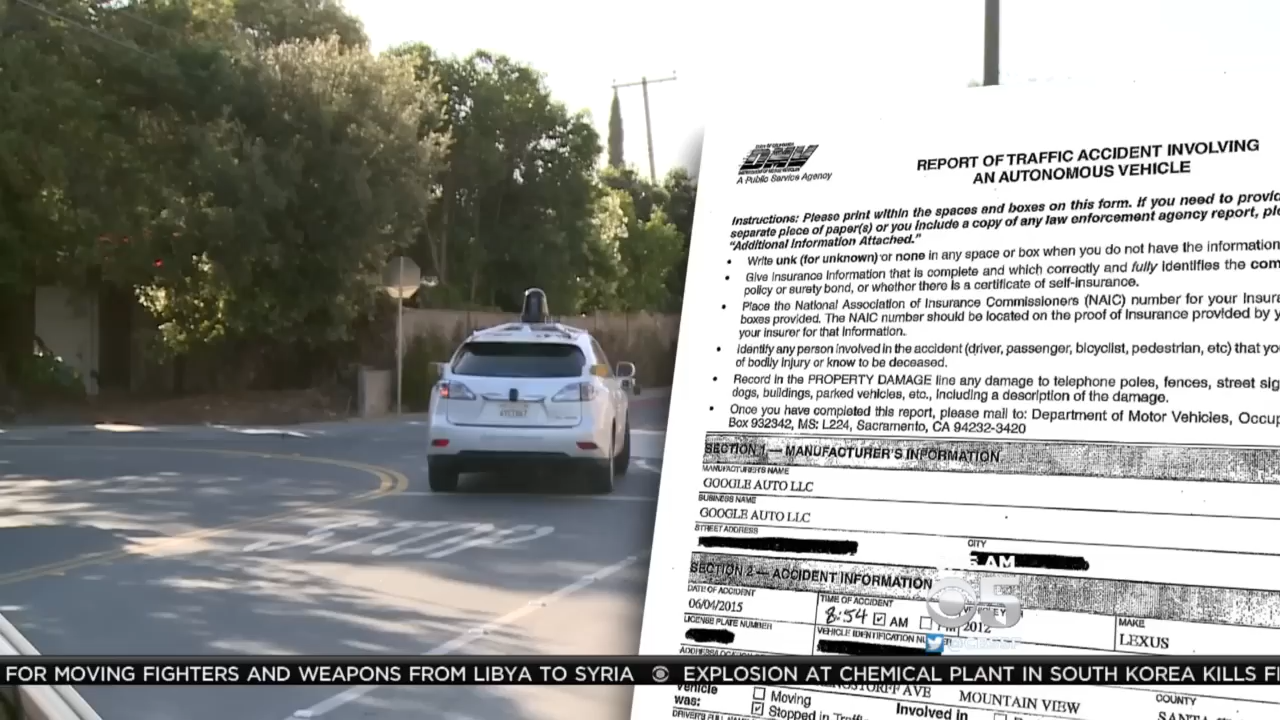 STOP
DMV
A Public Service Agency
REPORT OF TRAFFIC ACCIDENT INVOLVING
AN AUTONOMOUS VEHICLE
Instructions: Please print within the spaces and boxes on this form. If you need to provid
separate piece of paper(s) or you include a copy of any law enforcement agency report, ple
"Additional Information Attached."
• Write unk (for unknown) or none in any space or box when you do not have the information
• Give insurance information that is complete and which correctly and fully identifies the com
policy or surety bond, or whether there is a certificate of self-insurance.
• Place the National Association of Insurance Commissioners (NAIC) number for your Insur
boxes provided. The NAIC number should be located on the proof of insurance provided by y
your insurer for that information.
• Identify any person involved in the accident (driver, passenger, bicyclist, pedestrian, etc) that yo
of bodily injury or know to be deceased.
• Record in the PROPERTY DAMAGE line any damage to telephone poles, fences, street sig
dogs, buildings, parked vehicles, etc., including a description of the damage.
• Once you have completed this report, please mail to: Department of Motor Vehicles, Occup
Box 932342, MS: L224, Sacramento, CA 94232-3420
SECTION 1 — MANUFACTURER'S INFORMATION
MANUFACTURER'S NAME
GOOGLE AUTO LLC
BUSINESS NAME
GOOGLE AUTO LLC
STREET ADDRESS CITY
AM
SECTION 2 — ACCIDENT INFORMATION
5
DATE OF ACCIDENT TIME OF ACCIDENT MAKE
06/04/2015 8:54 AM 2012 LEXUS
LICENSE PLATE NUMBER VEHICLE IDENTIFICATION NU
FOR MOVING FIGHTERS AND WEAPONS FROM LIBYA TO SYRIA EXPLOSION AT CHEMICAL PLANT IN SOUTH KOREA KILLS FI
AVE MOUNTAIN VIEW COUNTY
Vehicle was: Moving
Stopped in Traff Involved in